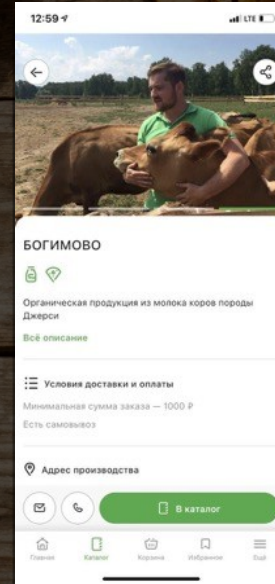 12:59
LTE
БОГИМОВО
Органическая продукция из молока коров породы
Джерси
Всё описание
Условия доставки и оплаты
Минимальная сумма заказа — 1000 ₽
Есть самовывоз
Адрес производства
В каталог
Главная Каталог Корзина Избранное Ещё